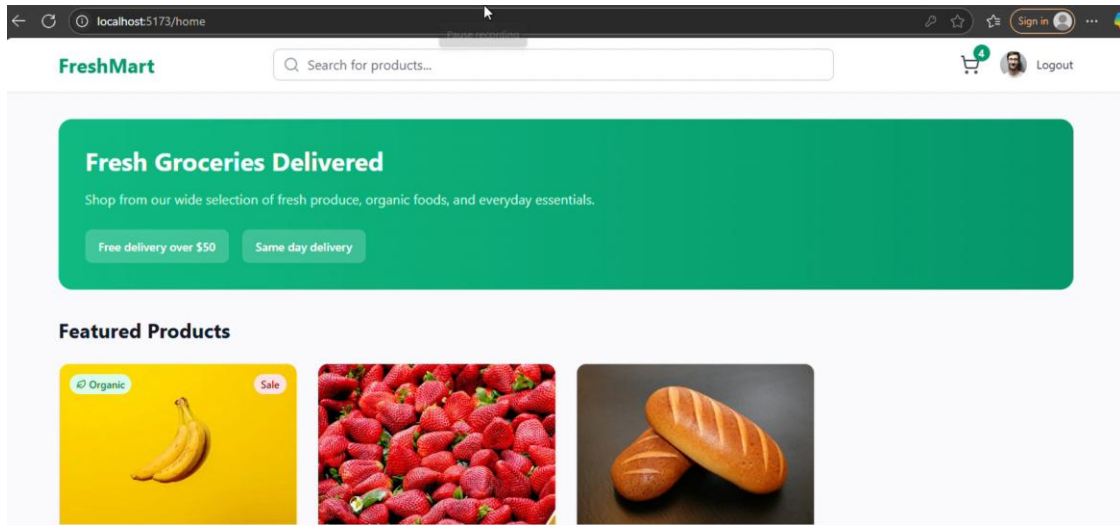 localhost:5173/home
Sign in
Pause recording
FreshMart
Search for products...
4
Logout
Fresh Groceries Delivered
Shop from our wide selection of fresh produce, organic foods, and everyday essentials.
Free delivery over $50
Same day delivery
Featured Products
Organic
Sale